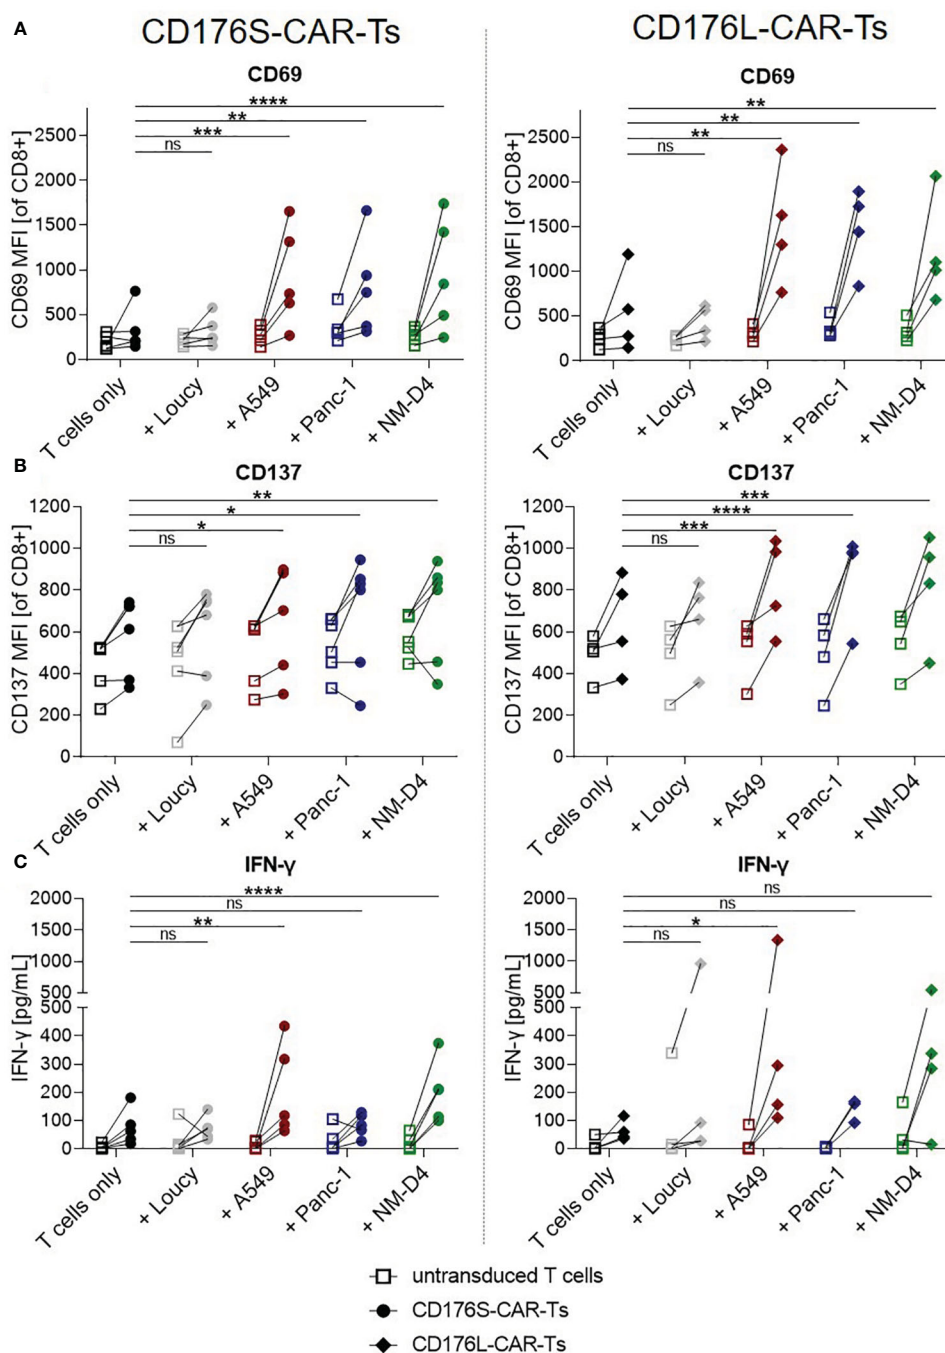 A
CD176S-CAR-Ts
CD176L-CAR-Ts
CD69
CD69
****
**
***
ns
**
**
**
ns
CD69 MFI [of CD8+]
2500
2000
1500
1000
500
0
CD69 MFI [of CD8+]
2500
2000
1500
1000
500
0
T cells only
+ Loucy
+ A549
+ Panc-1
+ NM-D4
T cells only
+ Loucy
+ A549
+ Panc-1
+ NM-D4
B
CD137
CD137
**
*
*
ns
***
****
***
ns
CD137 MFI [of CD8+]
1200
1000
800
600
400
200
0
CD137 MFI [of CD8+]
1200
1000
800
600
400
200
0
T cells only
+ Loucy
+ A549
+ Panc-1
+ NM-D4
T cells only
+ Loucy
+ A549
+ Panc-1
+ NM-D4
C
IFN-γ
IFN-γ
****
ns
**
ns
ns
ns
*
ns
IFN-γ [pg/mL]
2000
1500
1000
500
500
400
300
200
100
0
IFN-γ [pg/mL]
2000
1500
1000
500
500
400
300
200
100
0
T cells only
+ Loucy
+ A549
+ Panc-1
+ NM-D4
T cells only
+ Loucy
+ A549
+ Panc-1
+ NM-D4
untransduced T cells
CD176S-CAR-Ts
CD176L-CAR-Ts